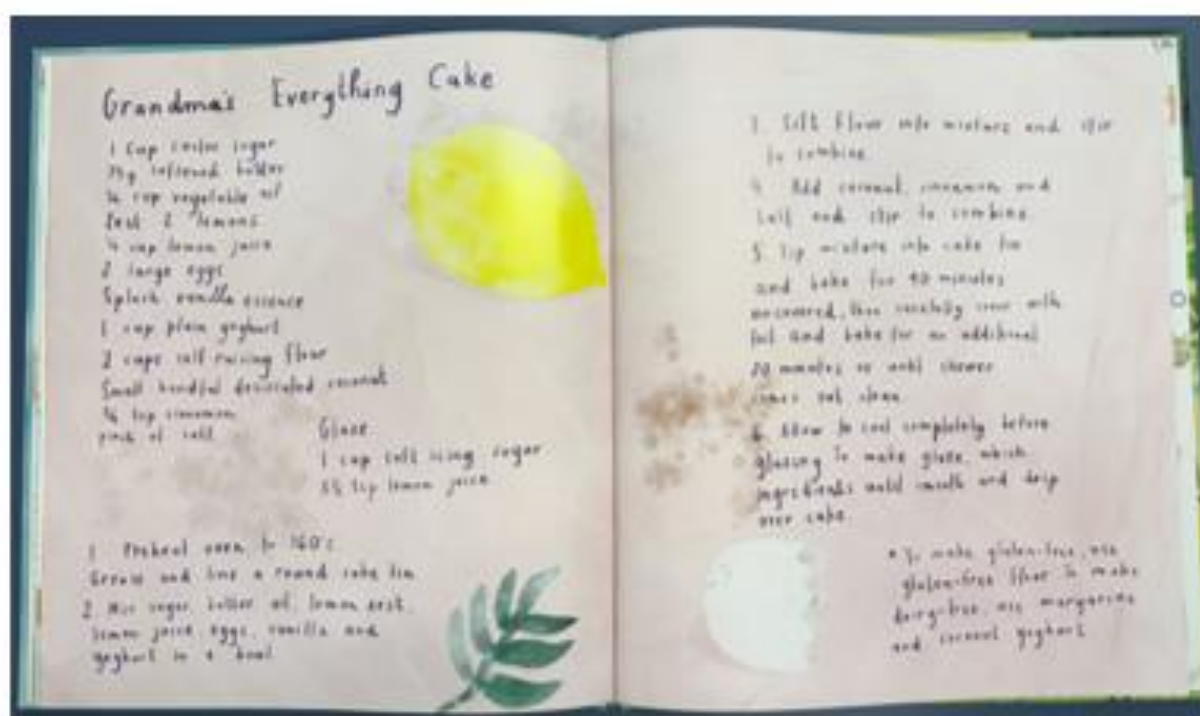 Grandma's Everything Cake
1 Cup caster sugar
75g softened butter
cup vegetable oil
Zest 2 lemons
¼ cup lemon juice
2 large eggs
Splash vanilla essence
1 cup plain yoghurt
2 cups self-raising flour
Small handful desiccated coconut
tsp cinnamon
pinch of salt
Glaze
1 cup soft icing sugar
tsp lemon juice
1. Preheat oven to 160°c
Grease and line a round cake tin
2. Mix sugar, butter, oil, lemon zest,
lemon juice, eggs, vanilla and
yoghurt in a bowl
3. Sift flour into mixture and stir
to combine
4. Add coconut, cinnamon and
salt and stir to combine
5. Tip mixture into cake tin
and bake for 40 minutes
uncovered, then carefully cover with
foil and bake for an additional
20 minutes or until skewer
comes out clean
6. Allow to cool completely before
glazing. To make glaze, whisk
ingredients until smooth and drip
over cake.
* To make gluten-free, use
gluten-free flour. To make
dairy-free, use margarine
and coconut yoghurt